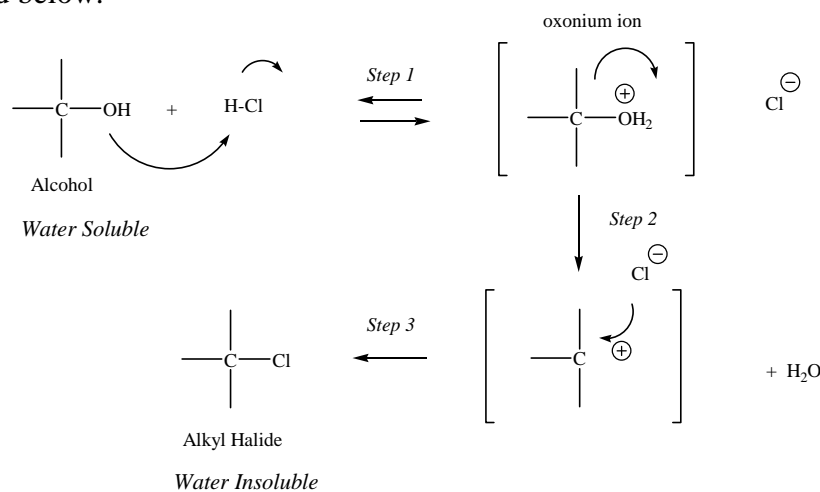 d below.
oxonium ion
Step 1
C—OH + H-Cl
C—OH₂ ⊕
Cl ⊖
Alcohol
Water Soluble
Step 2
Cl ⊖
Step 3
C—Cl
C ⊕
+ H₂O
Alkyl Halide
Water Insoluble